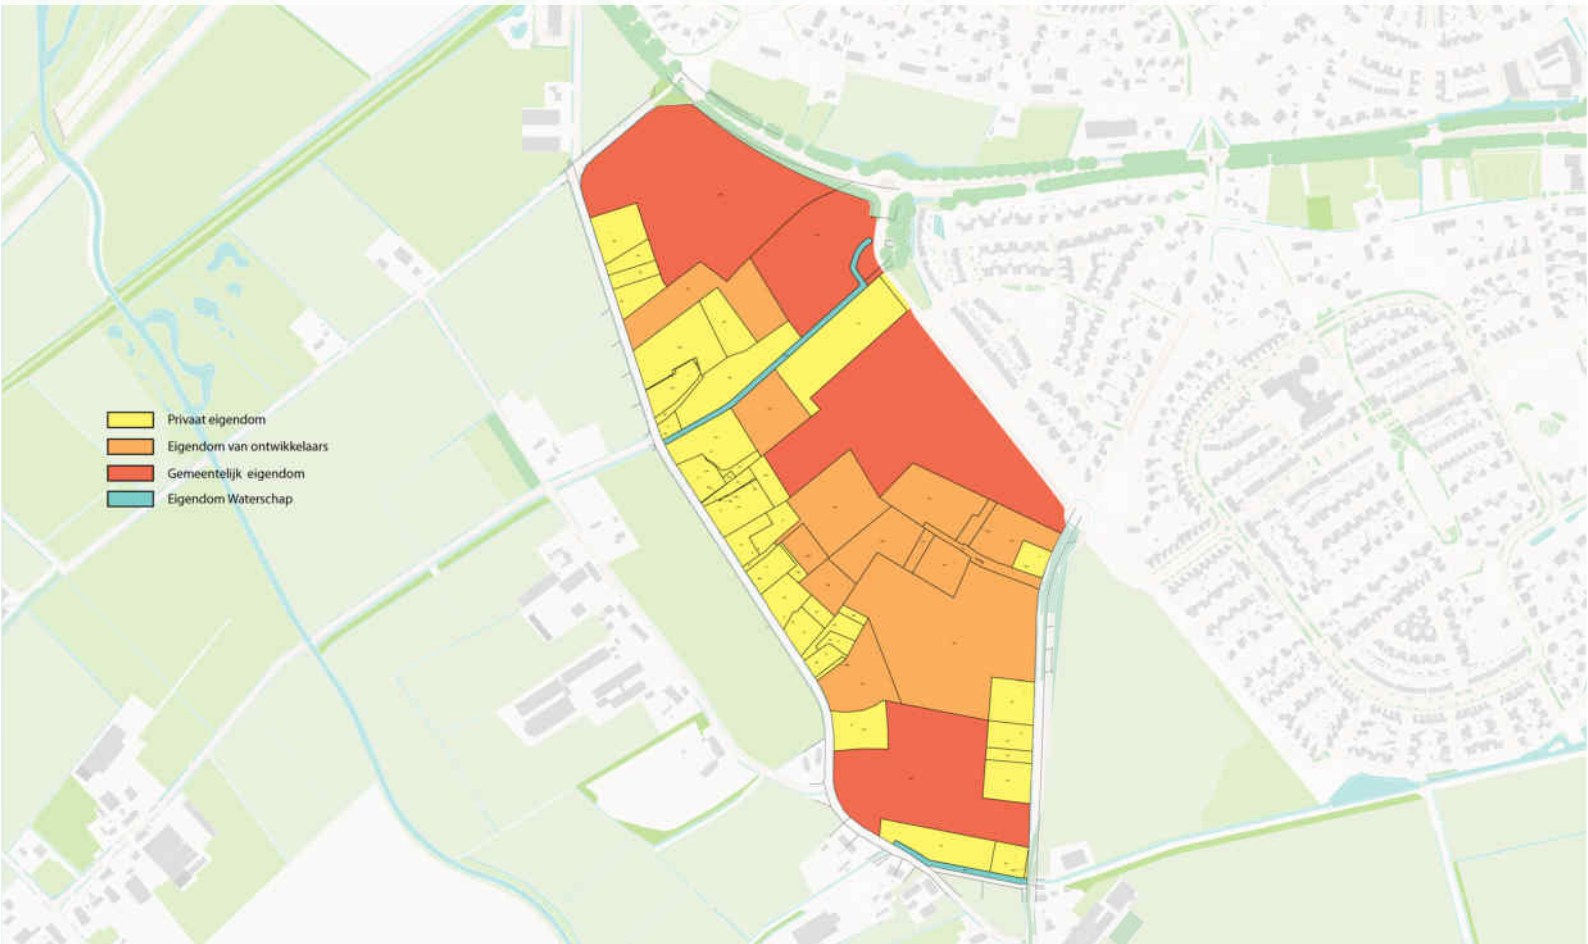 Privaat eigendom
Eigendom van ontwikkelaars
Gemeentelijk eigendom
Eigendom Waterschap